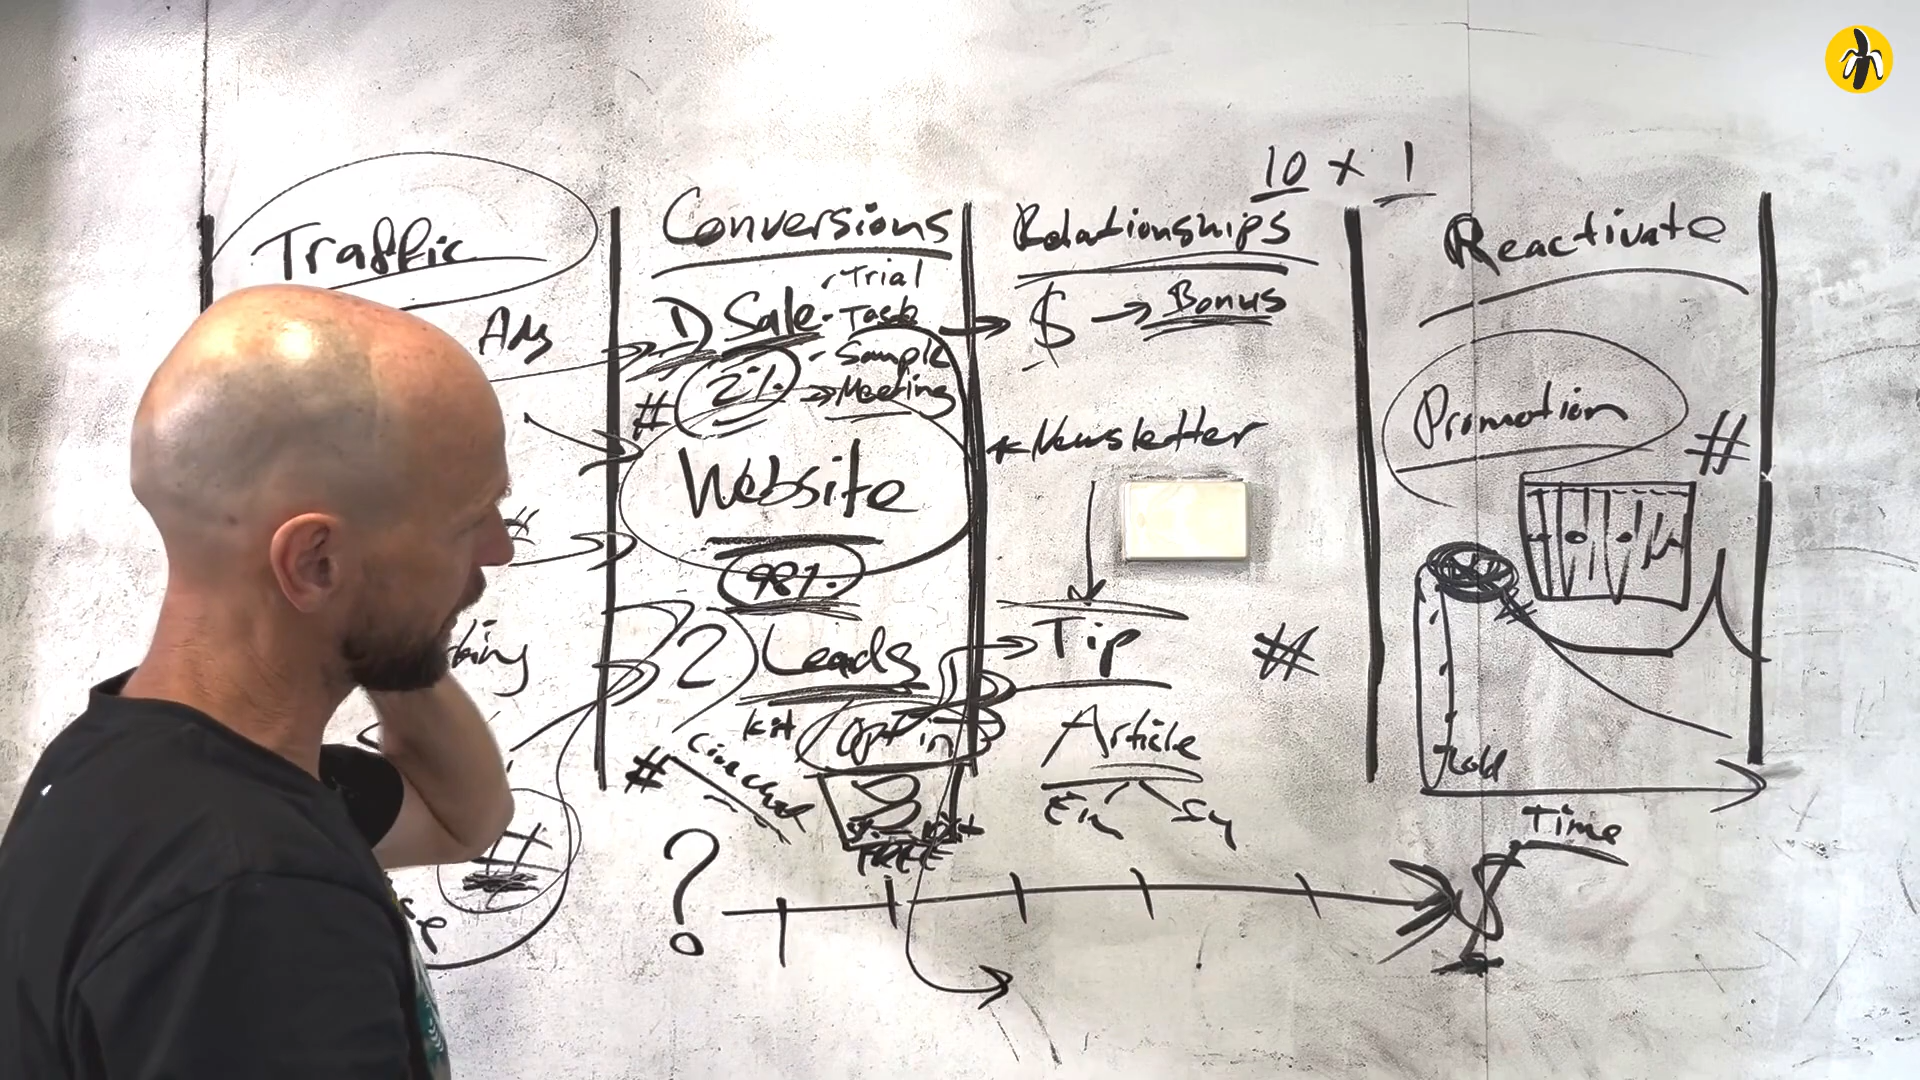 10 x 1
Traffic
Conversions
Relationships
Reactivate
Ads
1) Sale
- Trial
- Task
- Sample
→ Meeting
$ → Bonus
# 2%
Promotion
Website
* Newsletter
#
98%
#
2 Leads
Tip
#
Kit
Opt in
Article
#
Sold
FREE
Time
#
?
$